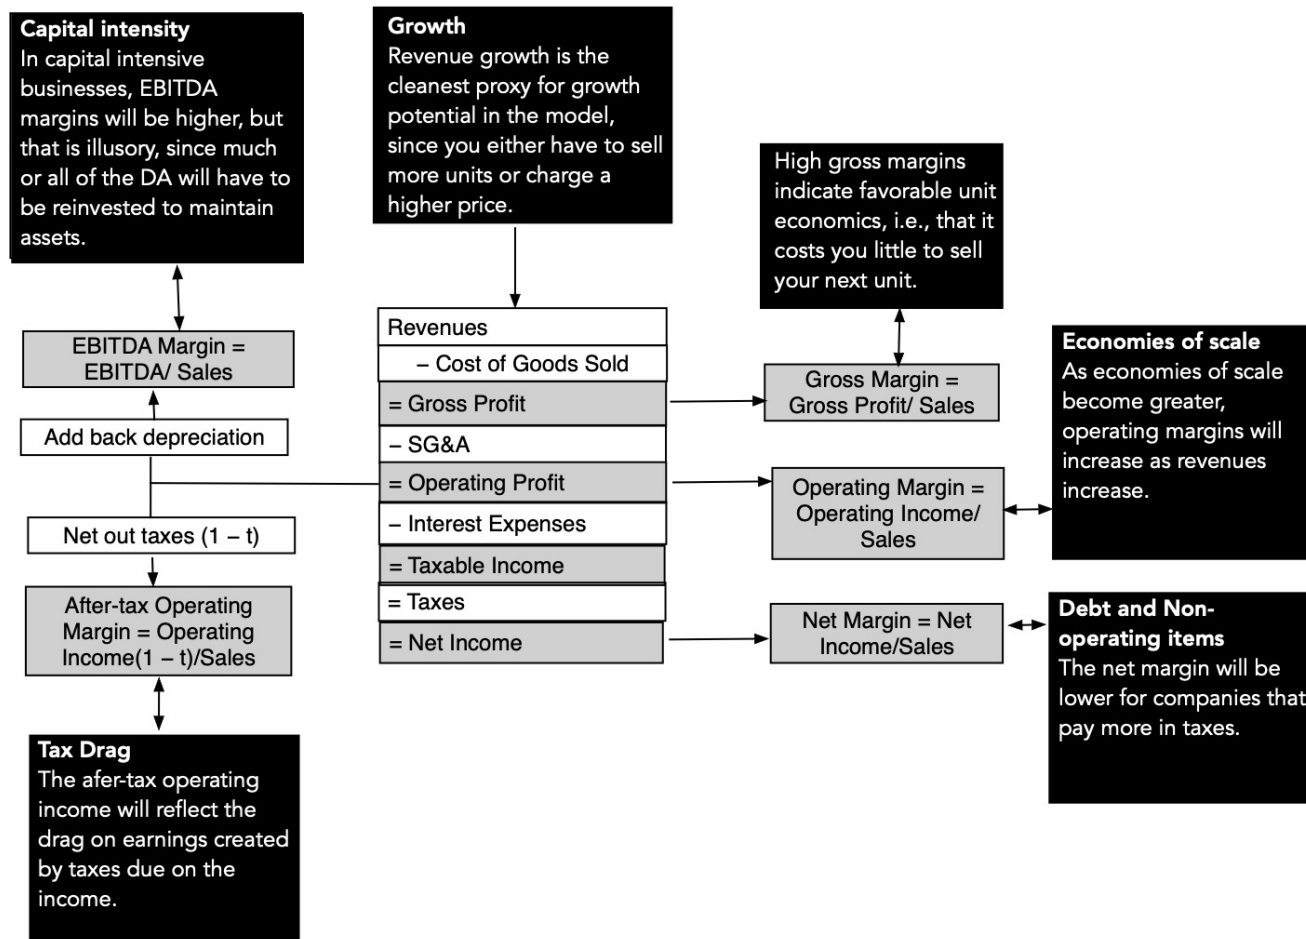 Capital intensity
In capital intensive
businesses, EBITDA
margins will be higher, but
that is illusory, since much
or all of the DA will have to
be reinvested to maintain
assets.
Growth
Revenue growth is the
cleanest proxy for growth
potential in the model,
since you either have to sell
more units or charge a
higher price.
High gross margins
indicate favorable unit
economics, i.e., that it
costs you little to sell
your next unit.
EBITDA Margin =
EBITDA/ Sales
Add back depreciation
Net out taxes (1 – t)
After-tax Operating
Margin = Operating
Income(1 – t)/Sales
Tax Drag
The afer-tax operating
income will reflect the
drag on earnings created
by taxes due on the
income.
Revenues
– Cost of Goods Sold
= Gross Profit
– SG&A
= Operating Profit
– Interest Expenses
= Taxable Income
= Taxes
= Net Income
Gross Margin =
Gross Profit/ Sales
Operating Margin =
Operating Income/
Sales
Net Margin = Net
Income/Sales
Economies of scale
As economies of scale
become greater,
operating margins will
increase as revenues
increase.
Debt and Non-
operating items
The net margin will be
lower for companies that
pay more in taxes.